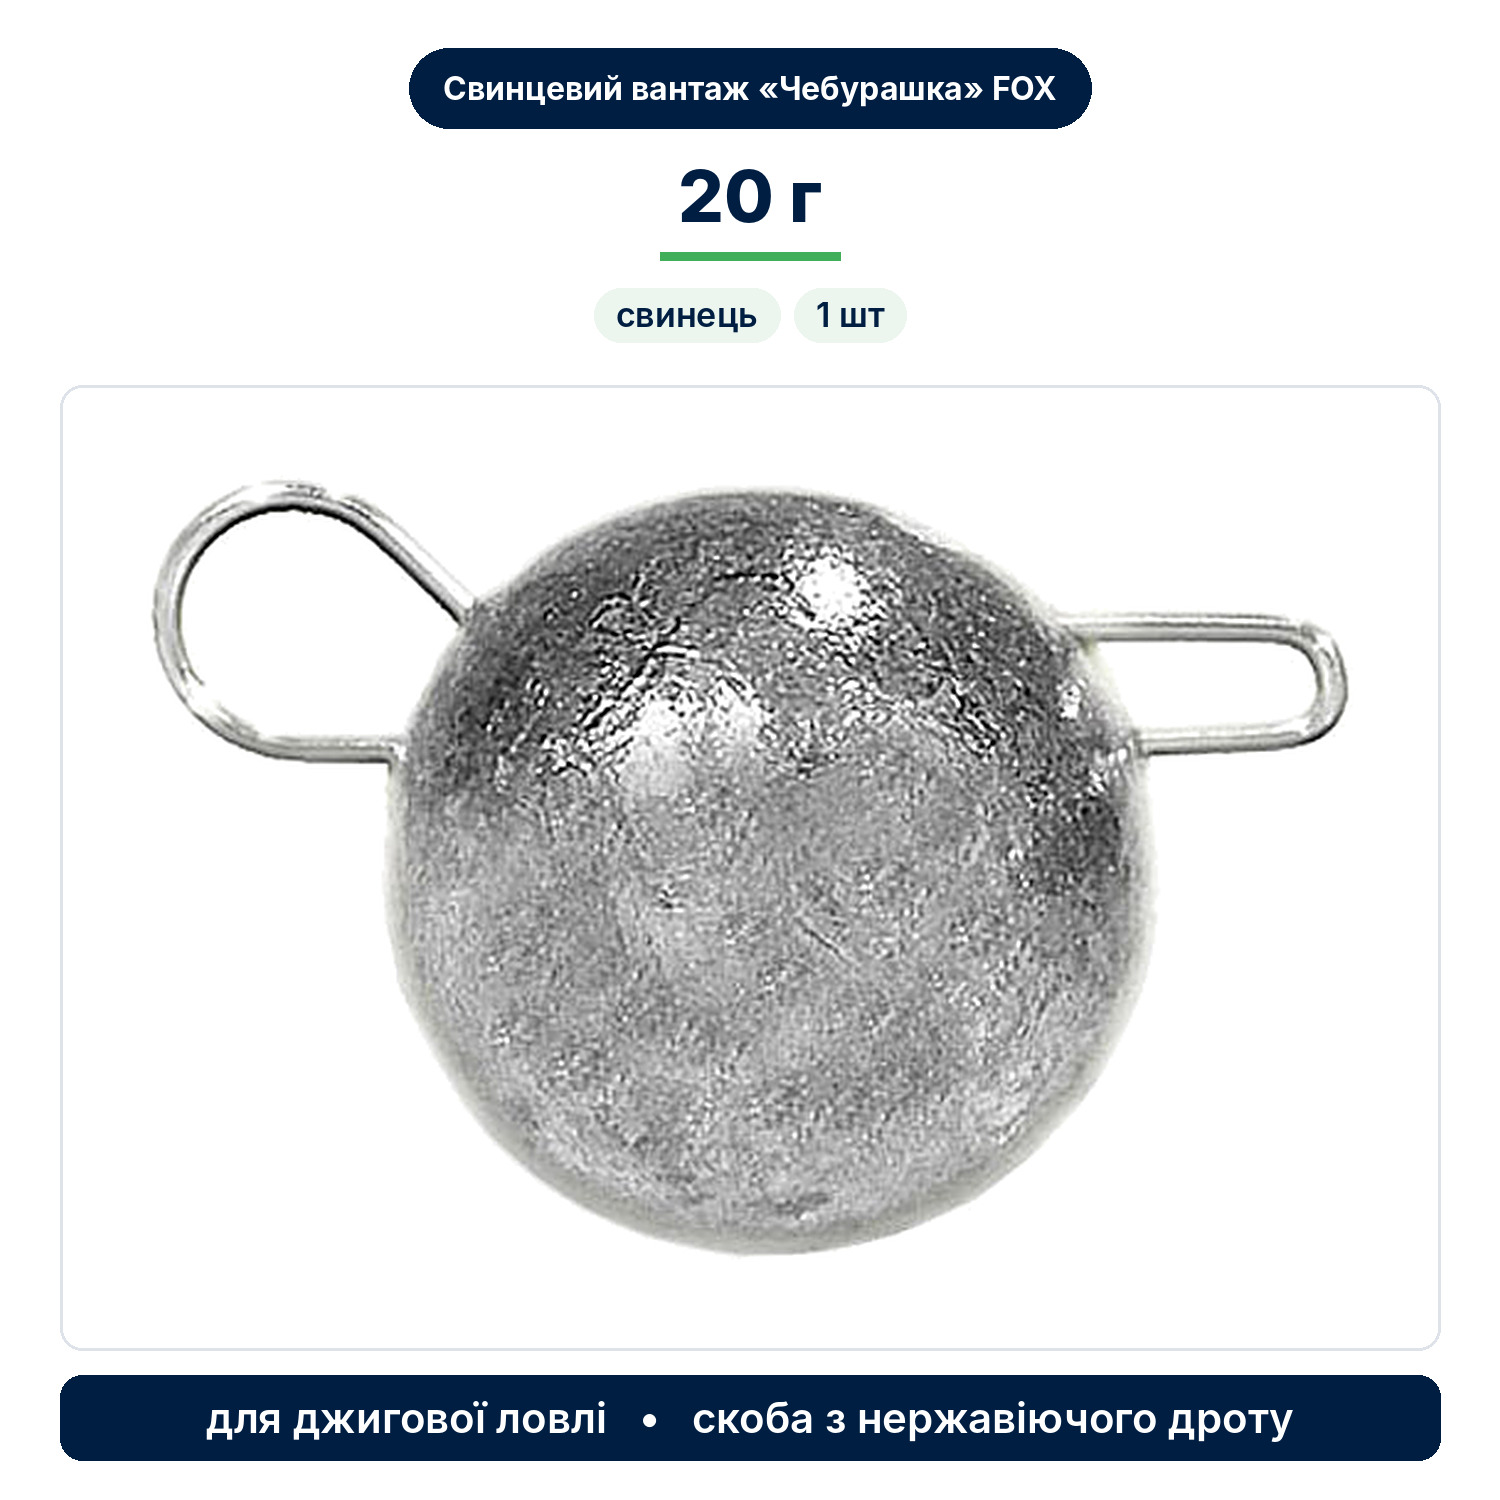 Свинцевий вантаж «Чебурашка» FOX
20 г
свинець 1 шт
для джигової ловлі • скоба з нержавіючого дроту